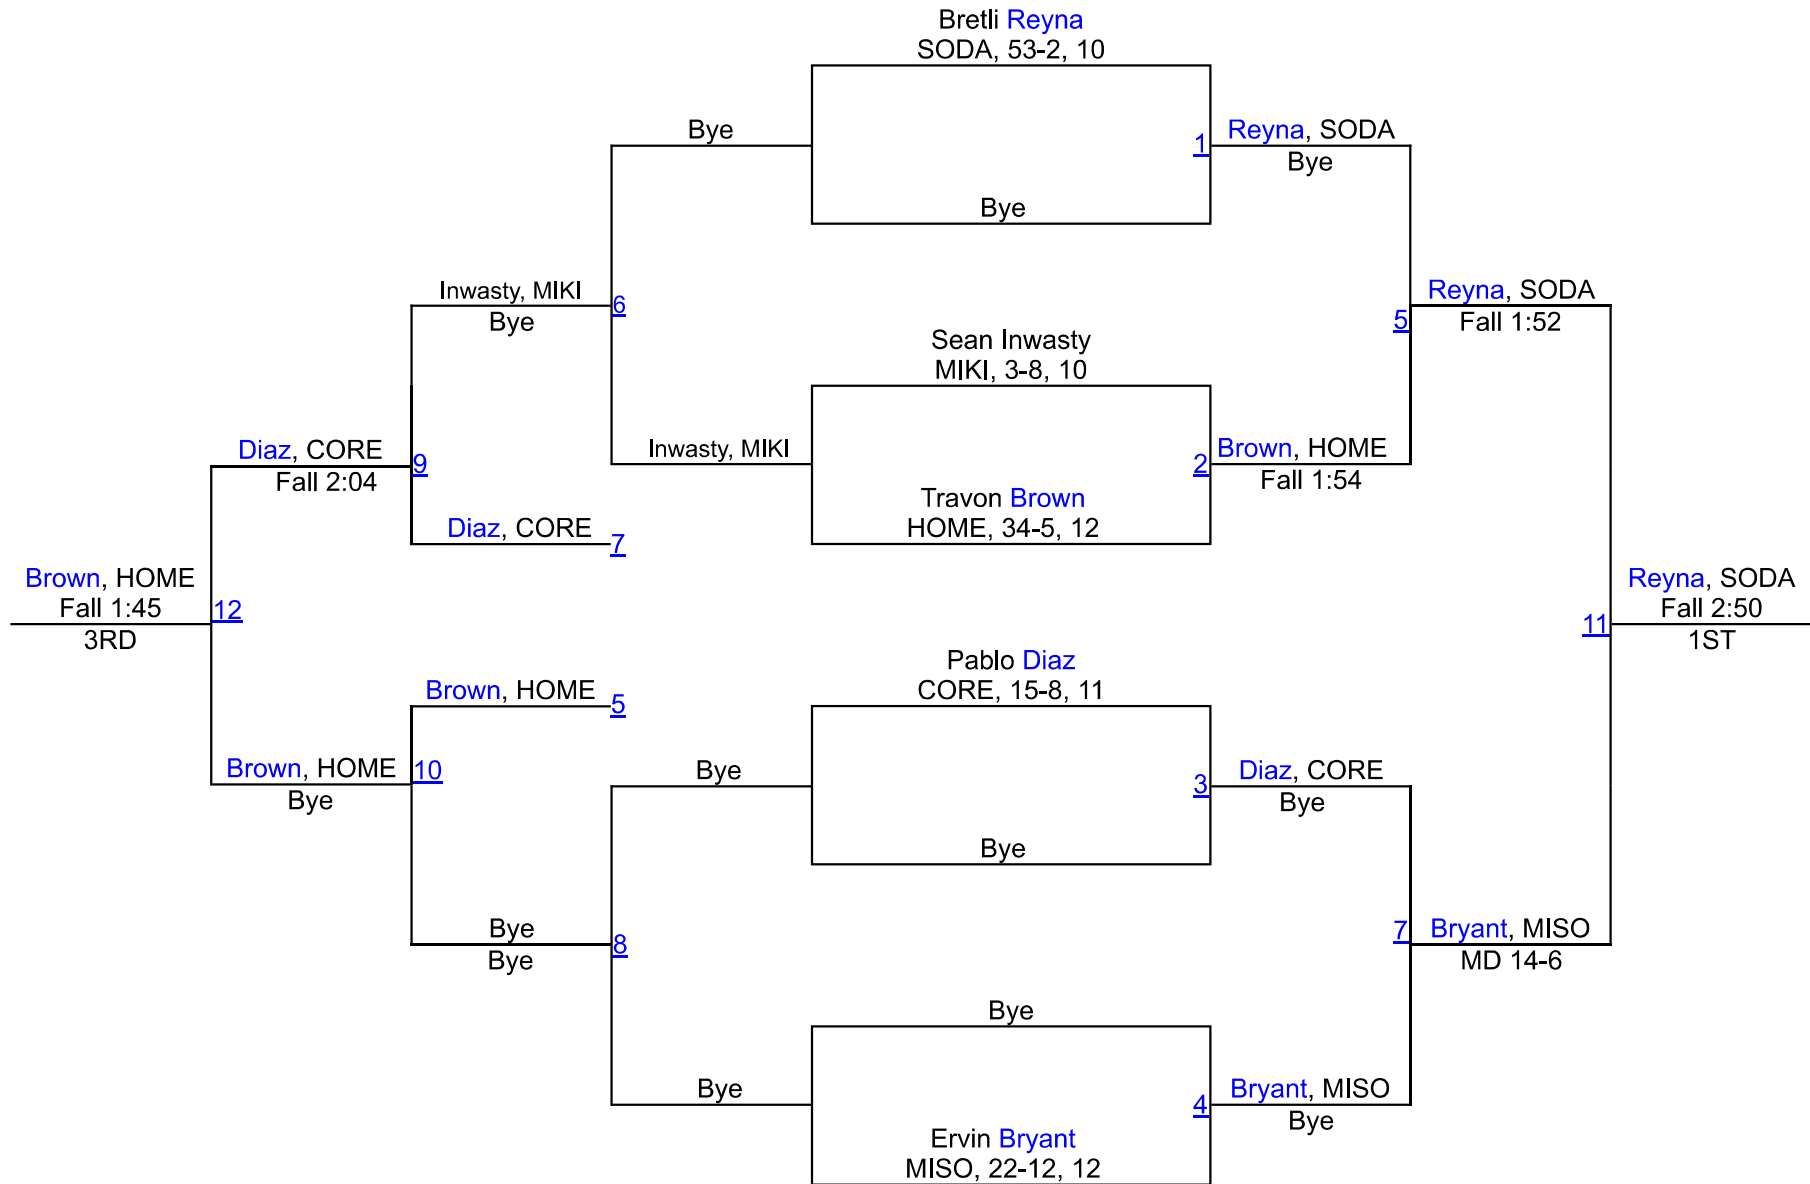 Bretli Reyna
SODA, 53-2, 10
Bye
1
Reyna, SODA
Bye
Bye
Inwasty, MIKI
Bye
6
Reyna, SODA
Fall 1:52
5
Sean Inwasty
MIKI, 3-8, 10
Diaz, CORE
Fall 2:04
9
Inwasty, MIKI
2
Brown, HOME
Fall 1:54
Travon Brown
HOME, 34-5, 12
Diaz, CORE
7
Brown, HOME
Fall 1:45
3RD
12
Reyna, SODA
Fall 2:50
1ST
11
Pablo Diaz
CORE, 15-8, 11
Brown, HOME
5
Brown, HOME
Bye
10
Bye
3
Diaz, CORE
Bye
Bye
Bye
Bye
8
7
Bryant, MISO
MD 14-6
Bye
Bye
4
Bryant, MISO
Bye
Ervin Bryant
MISO, 22-12, 12